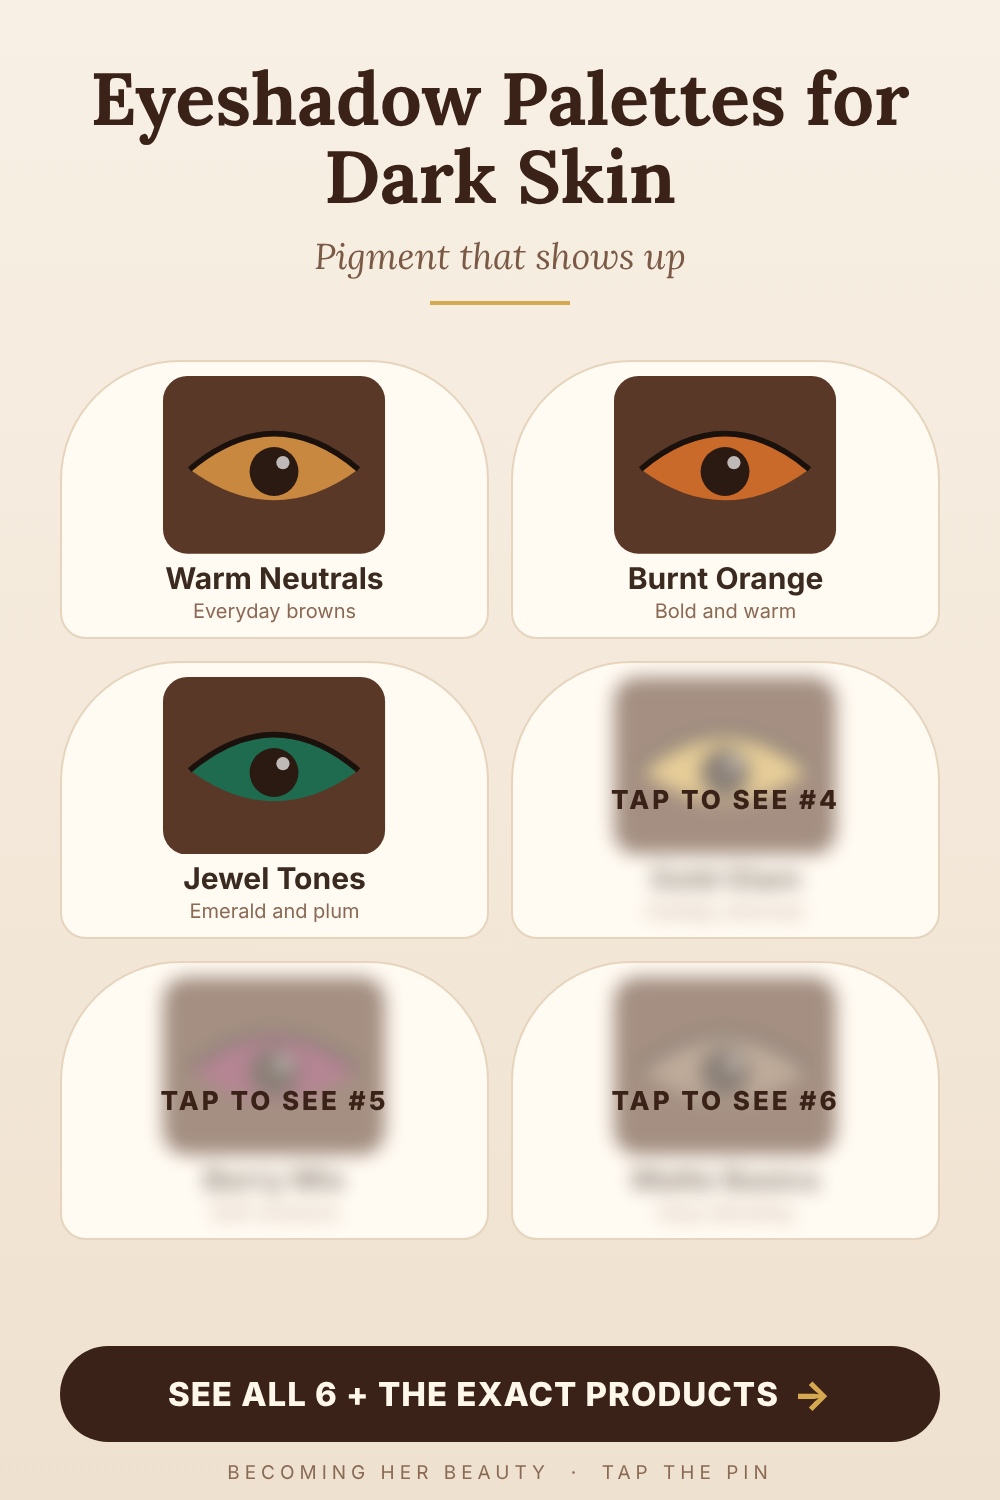 Eyeshadow Palettes for
Dark Skin
Pigment that shows up
Warm Neutrals
Everyday browns
Burnt Orange
Bold and warm
Jewel Tones
Emerald and plum
TAP TO SEE #4
TAP TO SEE #5
TAP TO SEE #6
SEE ALL 6 + THE EXACT PRODUCTS →
BECOMING HER BEAUTY · TAP THE PIN